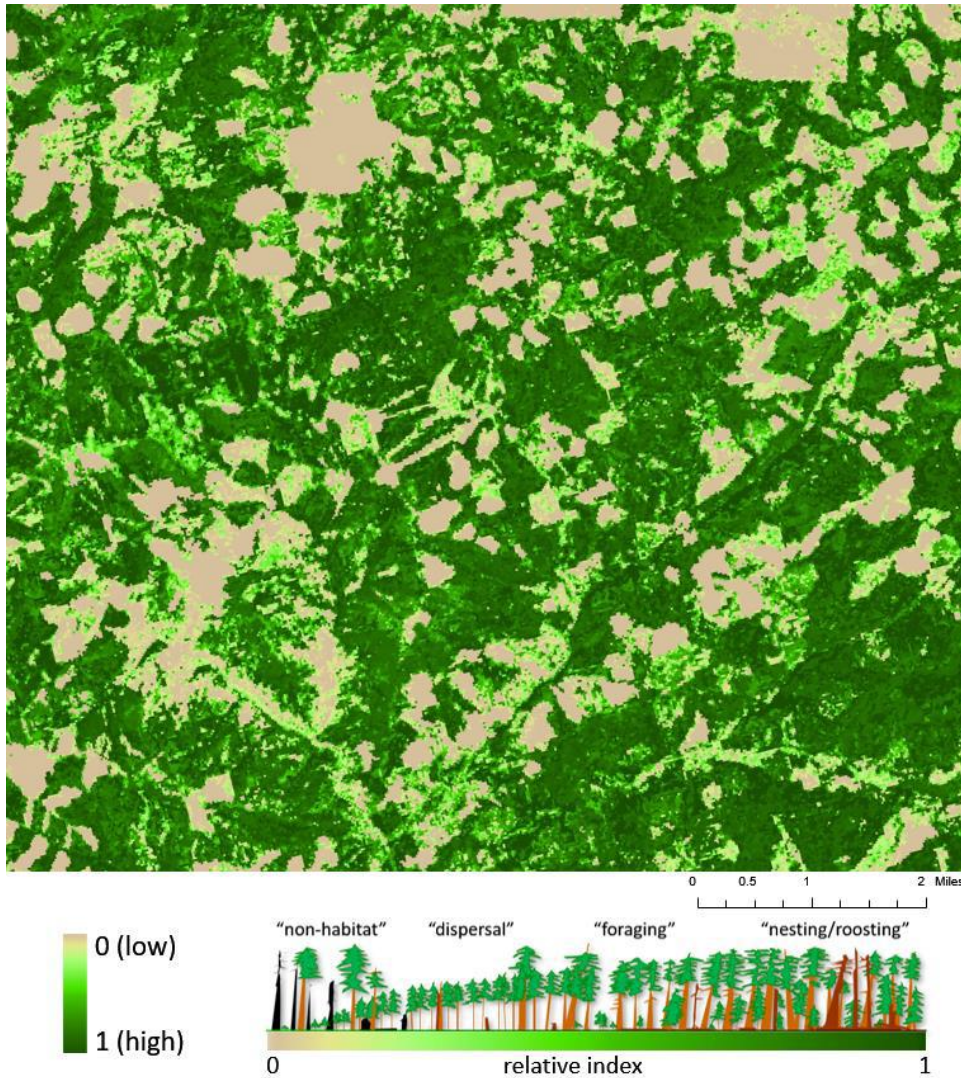 0 0.5 1 2 Miles
0 (low)
1 (high)
“non-habitat” “dispersal” “foraging” “nesting/roosting”
0 relative index 1